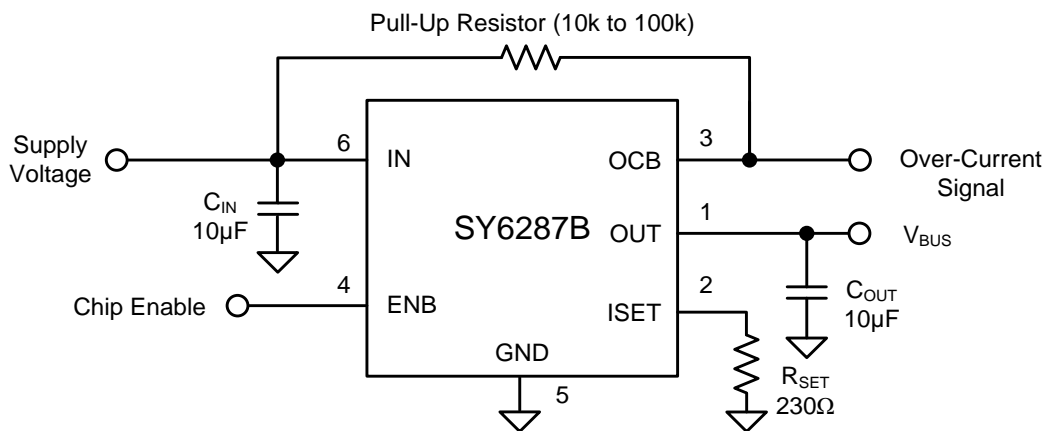 Pull-Up Resistor (10k to 100k)
Supply
Voltage
6
IN
OCB
3
Over-Current
Signal
CIN
10µF
SY6287B
OUT
1
VBUS
Chip Enable
4
ENB
ISET
2
COUT
10µF
GND
5
RSET
230Ω